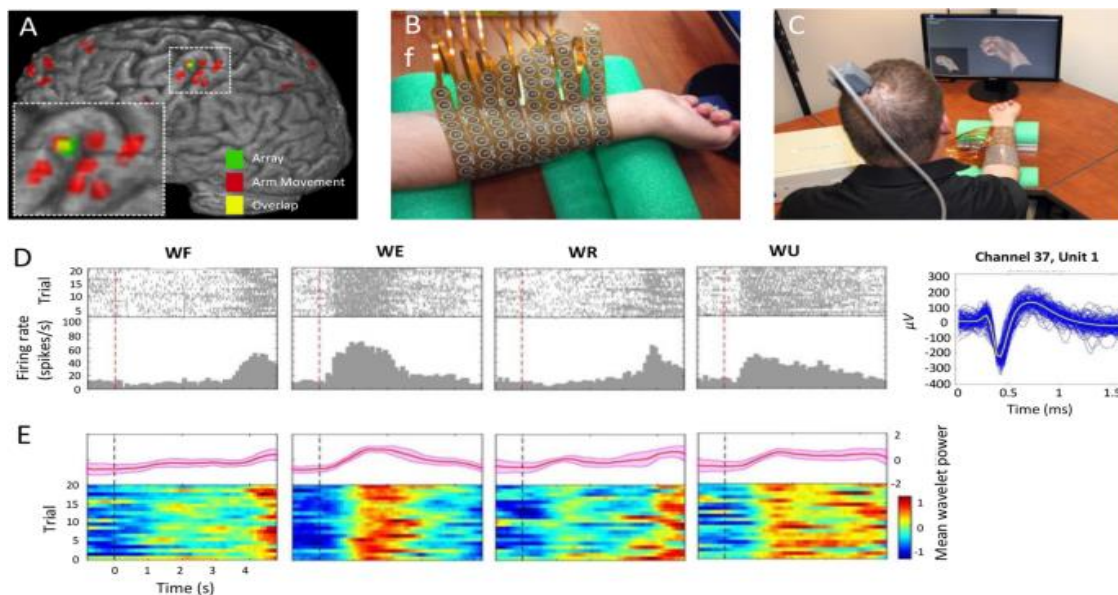 A
Array
Arm Movement
Overlap
B
f
C
D
WF
WE
WR
WU
Channel 37, Unit 1
Trial
20
15
10
5
Firing rate
(spikes/s)
100
80
60
40
20
0
µV
300
200
100
0
-100
-200
-300
-400
0
0.5
1
1.5
Time (ms)
E
2
0
-2
Trial
20
15
10
5
0
0
1
2
3
4
Time (s)
1
0
-1
Mean wavelet power